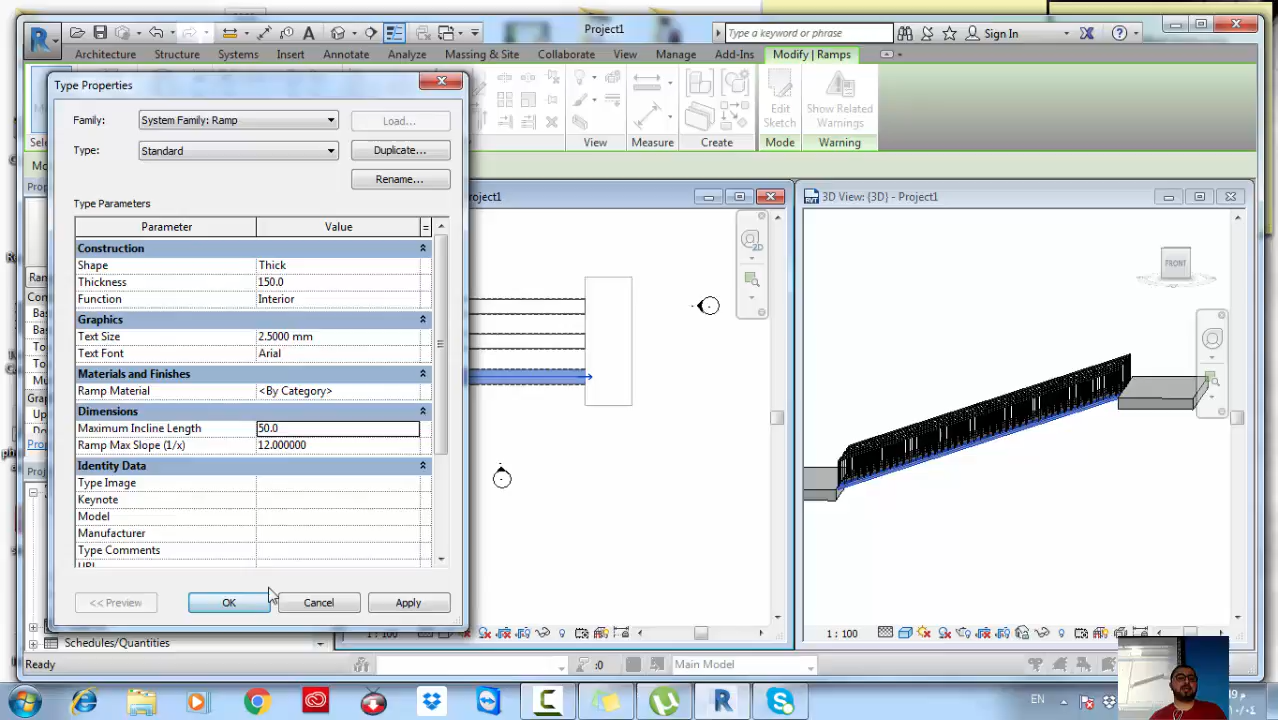 Project1
Type a keyword or phrase
Sign In
Architecture Structure Systems Insert Annotate Analyze Massing & Site Collaborate View Manage Add-Ins Modify | Ramps
Edit Sketch
Show Related Warnings
View Measure Create Mode Warning
Type Properties
Family: System Family: Ramp Load...
Type: Standard Duplicate...
Rename...
Type Parameters
Parameter Value =
Construction
Shape Thick
Thickness 150.0
Function Interior
Graphics
Text Size 2.5000 mm
Text Font Arial
Materials and Finishes
Ramp Material <By Category>
Dimensions
Maximum Incline Length 50.0
Ramp Max Slope (1/x) 12.000000
Identity Data
Type Image
Keynote
Model
Manufacturer
Type Comments
URL
<< Preview OK Cancel Apply
3D View: {3D} - Project1
2D
FRONT
1 : 100
1 : 100
Schedules/Quantities
Ready
:0
Main Model
EN